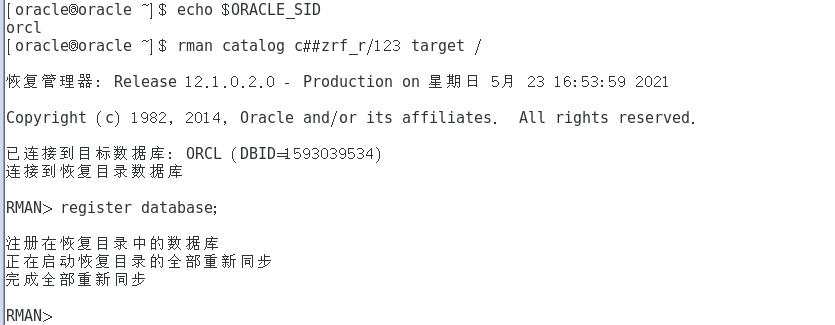 [oracle@oracle ~]$ echo $ORACLE_SID
orcl
[oracle@oracle ~]$ rman catalog c##zrf_r/123 target /
恢复管理器: Release 12.1.0.2.0 - Production on 星期日 5月 23 16:53:59 2021
Copyright (c) 1982, 2014, Oracle and/or its affiliates.  All rights reserved.
已连接到目标数据库: ORCL (DBID=1593039534)
连接到恢复目录数据库
RMAN> register database;
注册在恢复目录中的数据库
正在启动恢复目录的全部重新同步
完成全部重新同步
RMAN>